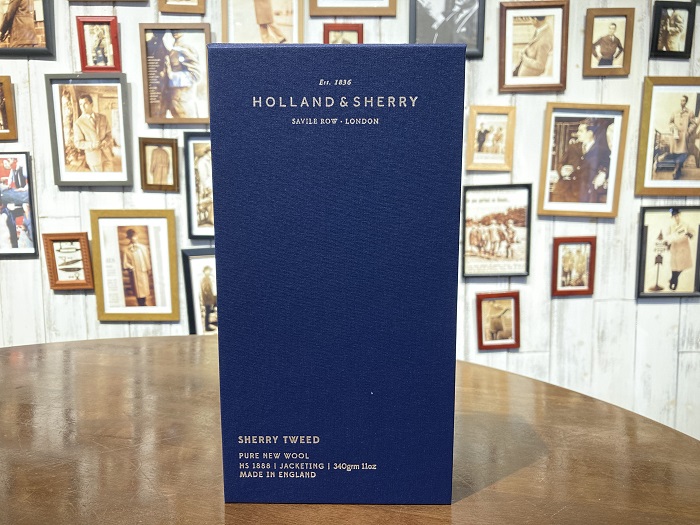 Est. 1836
HOLLAND & SHERRY
SAVILE ROW • LONDON
SHERRY TWEED
PURE NEW WOOL
HS 1888 | JACKETING | 340grm 11oz
MADE IN ENGLAND